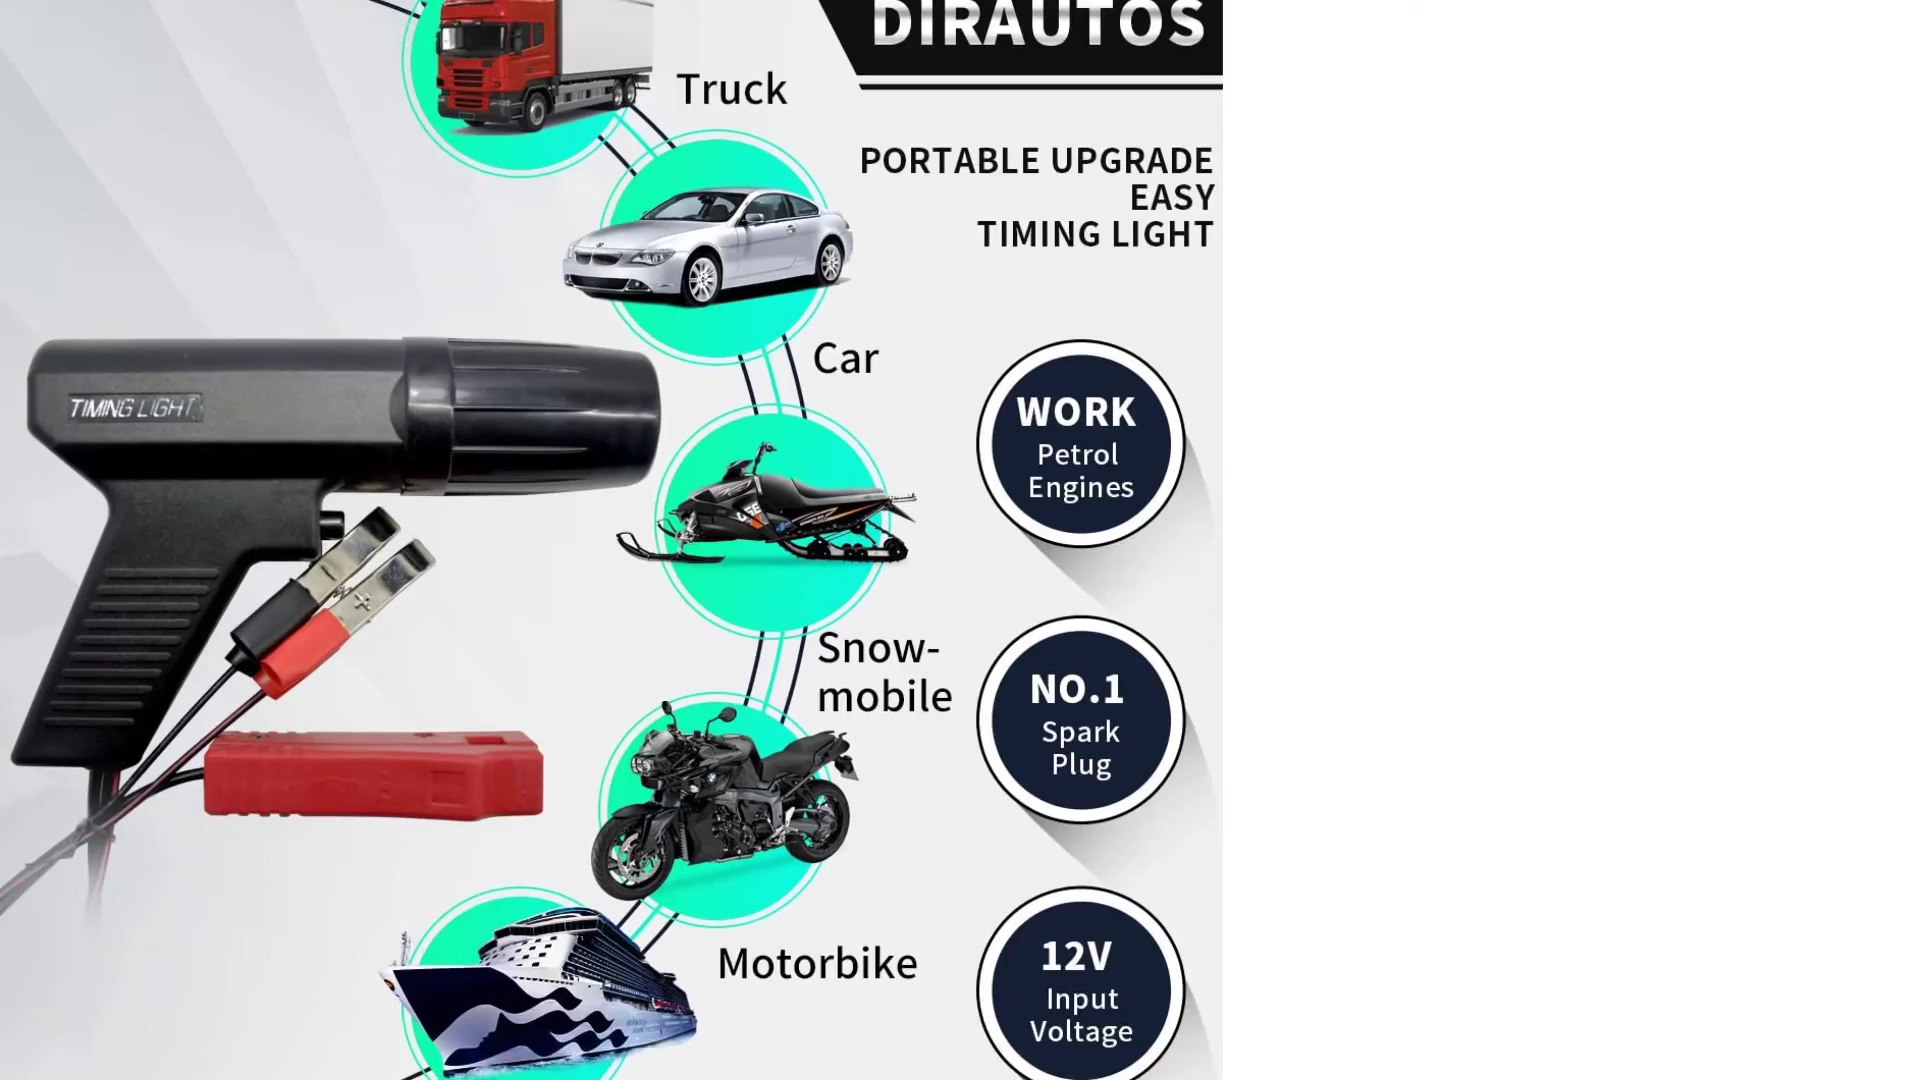 DIRAUTOS
Truck
PORTABLE UPGRADE
EASY
TIMING LIGHT
Car
TIMING LIGHT
WORK
Petrol
Engines
Snow-
mobile
NO.1
Spark
Plug
Motorbike
12V
Input
Voltage